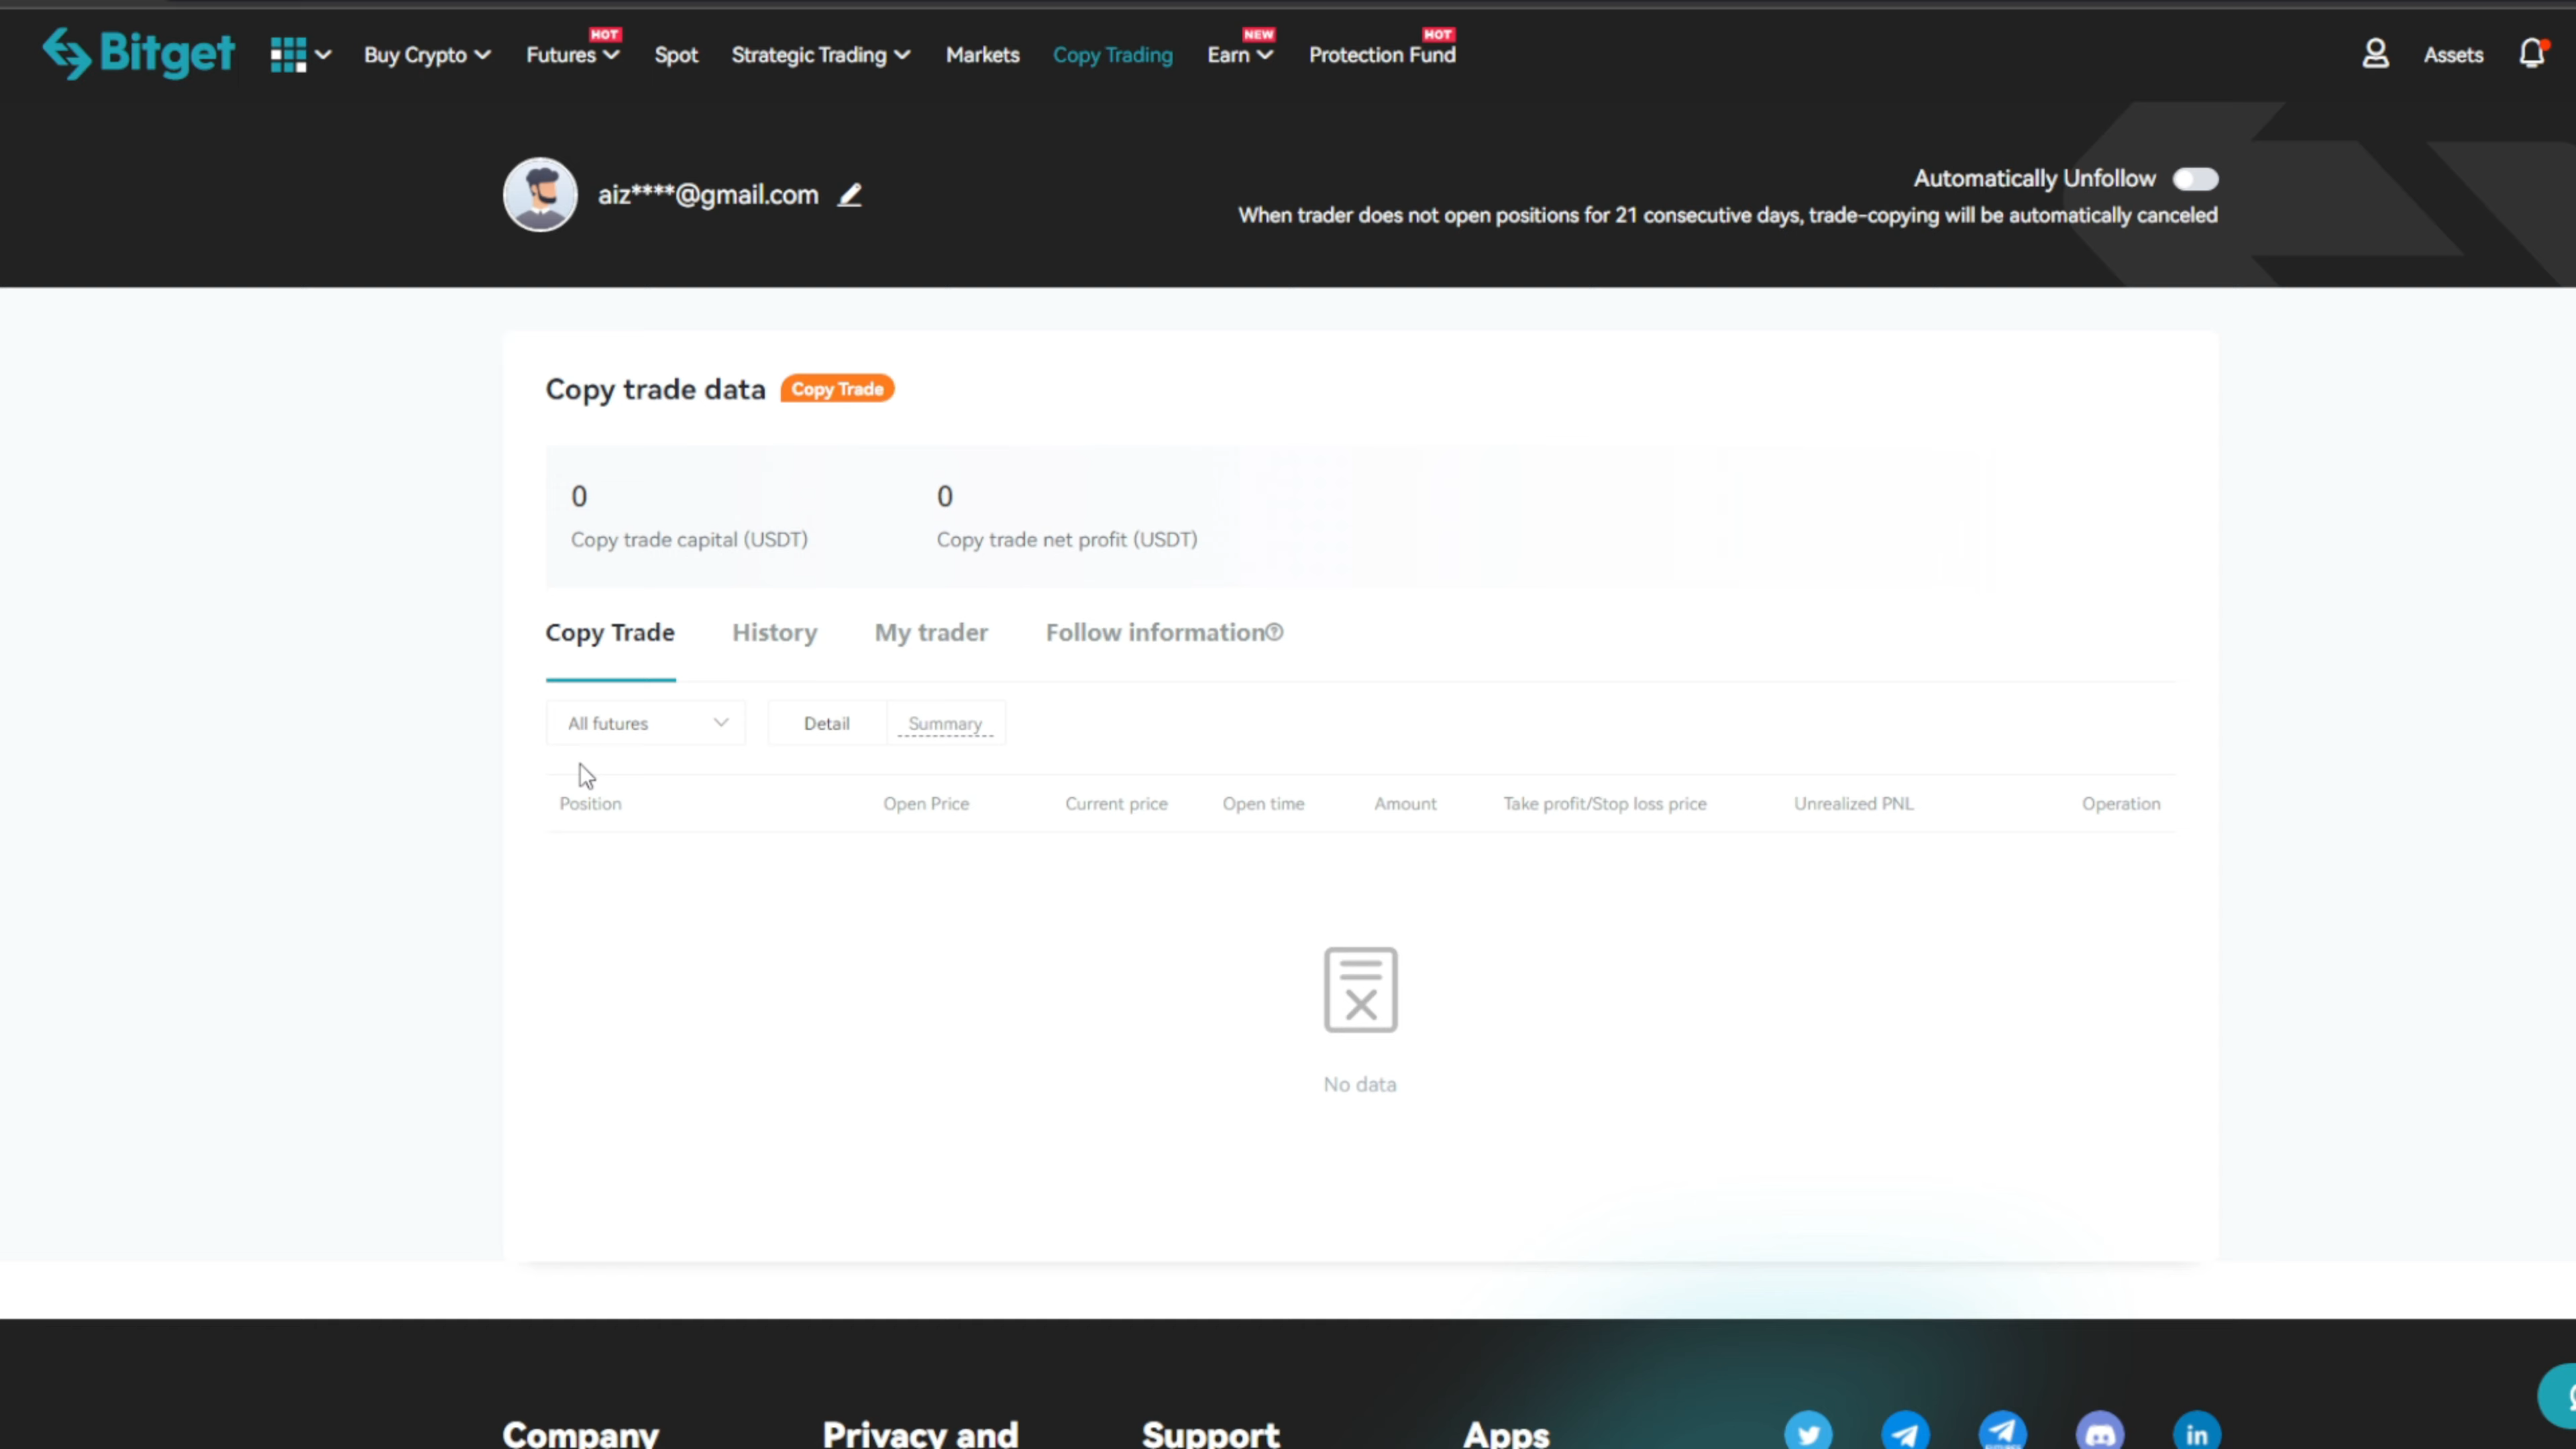 Bitget Buy Crypto Futures HOT Spot Strategic Trading Markets Copy Trading Earn NEW Protection Fund HOT Assets
aiz****@gmail.com
Automatically Unfollow
When trader does not open positions for 21 consecutive days, trade-copying will be automatically canceled
Copy trade data Copy Trade
0 0
Copy trade capital (USDT) Copy trade net profit (USDT)
Copy Trade History My trader Follow information
All futures Detail Summary
Position Open Price Current price Open time Amount Take profit/Stop loss price Unrealized PNL Operation
No data
Company Privacy and Support Apps in